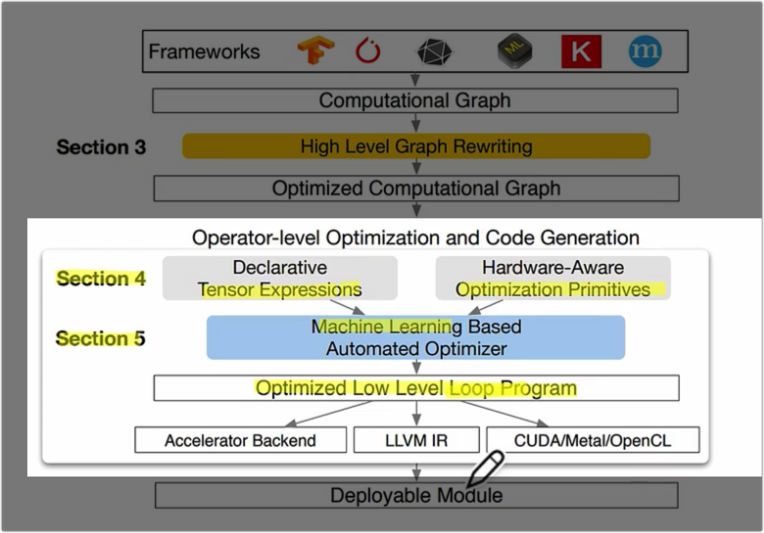 Frameworks
ML
K
m
Computational Graph
Section 3
High Level Graph Rewriting
Optimized Computational Graph
Operator-level Optimization and Code Generation
Section 4
Declarative
Tensor Expressions
Hardware-Aware
Optimization Primitives
Section 5
Machine Learning Based
Automated Optimizer
Optimized Low Level Loop Program
Accelerator Backend
LLVM IR
CUDA/Metal/OpenCL
Deployable Module